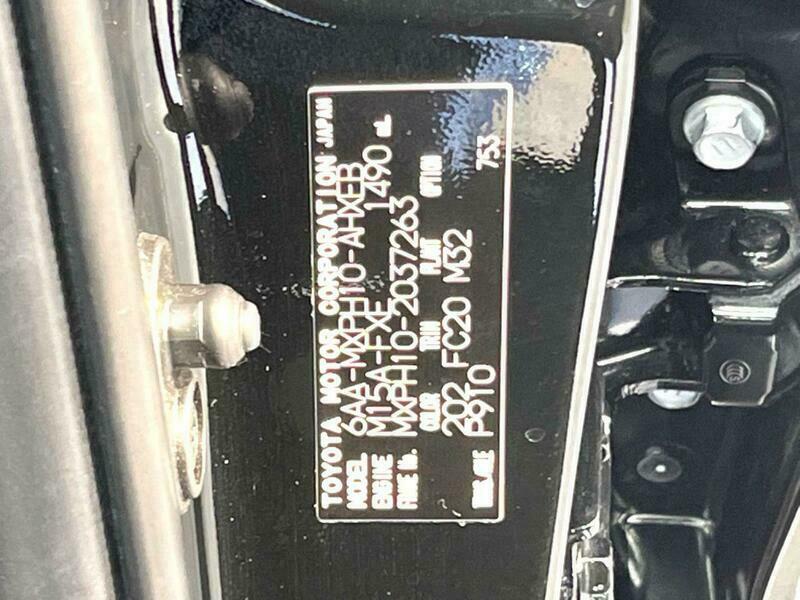 TOYOTA MOTOR CORPORATION JAPAN
MODEL 6AA-MXPH10-AHXEB
ENGINE M15A-FXE 1490 mL
FRAME No. MXPH10-2037263
COLOR TRIM PLANT OPTION
202 FC20 M32 753
TRANS./AXLE P910